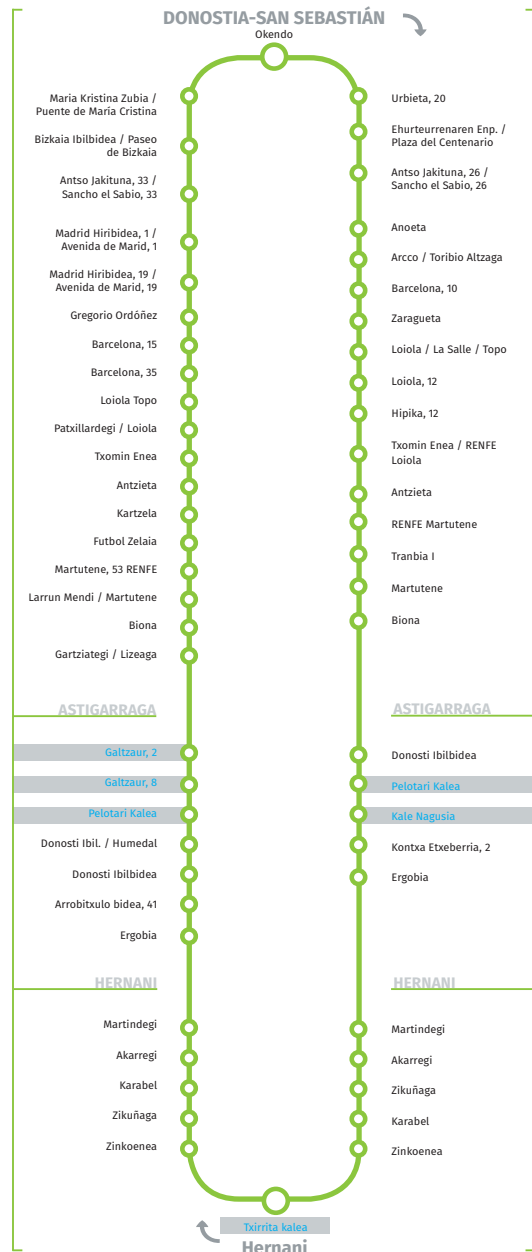 DONOSTIA-SAN SEBASTIÁN
Okendo
Maria Kristina Zubia /
Puente de María Cristina
Bizkaia Ibilbidea / Paseo
de Bizkaia
Antso Jakituna, 33 /
Sancho el Sabio, 33
Madrid Hiribidea, 1 /
Avenida de Marid, 1
Madrid Hiribidea, 19 /
Avenida de Marid, 19
Gregorio Ordóñez
Barcelona, 15
Barcelona, 35
Loiola Topo
Patxillardegi / Loiola
Txomin Enea
Antzieta
Kartzela
Futbol Zelaia
Martutene, 53 RENFE
Larrun Mendi / Martutene
Biona
Gartziategi / Lizeaga
ASTIGARRAGA
Galtzaur, 2
Galtzaur, 8
Pelotari Kalea
Donosti Ibil. / Humedal
Donosti Ibilbidea
Arrobitxulo bidea, 41
Ergobia
HERNANI
Martindegi
Akarregi
Karabel
Zikuñaga
Zinkoenea
Urbieta, 20
Ehurteurrenaren Enp. /
Plaza del Centenario
Antso Jakituna, 26 /
Sancho el Sabio, 26
Anoeta
Arcco / Toribio Altzaga
Barcelona, 10
Zaragueta
Loiola / La Salle / Topo
Loiola, 12
Hipika, 12
Txomin Enea / RENFE
Loiola
Antzieta
RENFE Martutene
Tranbia I
Martutene
Biona
ASTIGARRAGA
Donosti Ibilbidea
Pelotari Kalea
Kale Nagusia
Kontxa Etxeberria, 2
Ergobia
HERNANI
Martindegi
Akarregi
Zikuñaga
Karabel
Zinkoenea
Txirrita kalea
Hernani